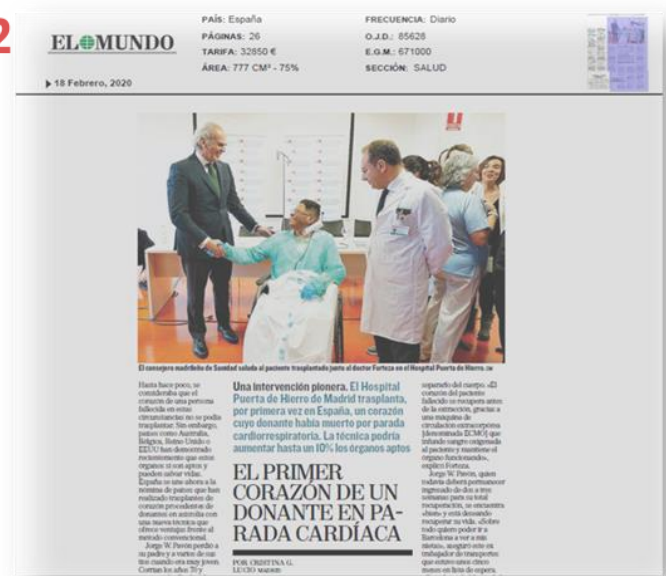 2
EL MUNDO
18 Febrero, 2020
PAÍS: España
PÁGINAS: 26
TARIFA: 32850 €
ÁREA: 777 CM² - 75%
FRECUENCIA: Diario
O.J.D.: 85628
E.G.M.: 671000
SECCIÓN: SALUD
El consejero madrileño de Sanidad saluda al paciente trasplantado junto al doctor Forteza en el Hospital Puerta de Hierro.
Hasta hace poco, se
consideraba que el
corazón de una persona
fallecida en estas
circunstancias no se podía
trasplantar. Sin embargo,
países como Australia,
Bélgica, Reino Unido o
EEUU han demostrado
recientemente que estos
órganos sí son aptos y
pueden salvar vidas.
España se une ahora a la
nómina de países que han
realizado trasplantes de
corazón procedentes de
donantes en asistolia con
una nueva técnica que
ofrece ventajas frente al
método convencional.
Jorge W. Pavón perdió a
su padre y a varios de sus
tíos cuando era muy joven.
Corrían los años 70 y
Una intervención pionera. El Hospital
Puerta de Hierro de Madrid trasplanta,
por primera vez en España, un corazón
cuyo donante había muerto por parada
cardiorrespiratoria. La técnica podría
aumentar hasta un 10% los órganos aptos
EL PRIMER
CORAZÓN DE UN
DONANTE EN PA-
RADA CARDÍACA
POR CRISTINA G.
LUCIO MADRID
separado del cuerpo. «El
corazón del paciente
fallecido se recupera antes
de la extracción, gracias a
una máquina de
circulación extracorpórea
[denominada ECMO] que
infunde sangre oxigenada
al paciente y mantiene el
órgano funcionando»,
explicó Forteza.
Jorge W. Pavón, quien
todavía deberá permanecer
ingresado de dos a tres
semanas para su total
recuperación, se encuentra
«bien» y está deseando
recuperar su vida. «Sobre
todo quiero poder ir a
Barcelona a ver a mis
nietas», aseguró este ex
trabajador de transportes
que estuvo unos cinco
meses en lista de espera.